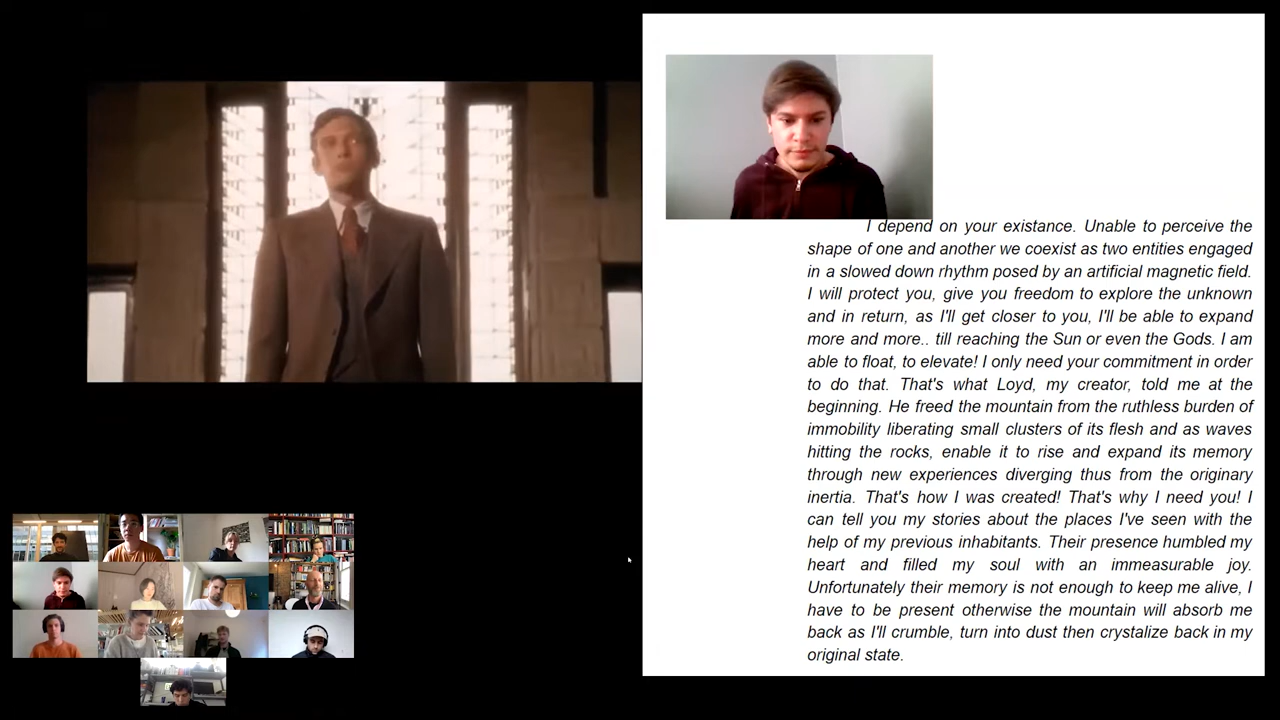 I depend on your existance. Unable to perceive the
shape of one and another we coexist as two entities engaged
in a slowed down rhythm posed by an artificial magnetic field.
I will protect you, give you freedom to explore the unknown
and in return, as I'll get closer to you, I'll be able to expand
more and more.. till reaching the Sun or even the Gods. I am
able to float, to elevate! I only need your commitment in order
to do that. That's what Loyd, my creator, told me at the
beginning. He freed the mountain from the ruthless burden of
immobility liberating small clusters of its flesh and as waves
hitting the rocks, enable it to rise and expand its memory
through new experiences diverging thus from the originary
inertia. That's how I was created! That's why I need you! I
can tell you my stories about the places I've seen with the
help of my previous inhabitants. Their presence humbled my
heart and filled my soul with an immeasurable joy.
Unfortunately their memory is not enough to keep me alive, I
have to be present otherwise the mountain will absorb me
back as I'll crumble, turn into dust then crystalize back in my
original state.